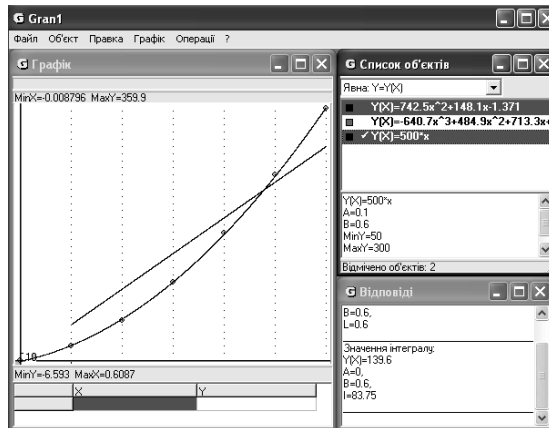 G Gran1
Файл Об'єкт Правка Графік Операції ?
G Графік
MinX=-0.008796 MaxY=359.9
10
MinY=-6.593 MaxX=0.6087
X Y
G Список об'єктів
Явна: Y=Y(X)
Y(X)=742.5x^2+148.1x-1.371
Y(X)=-640.7x^3+484.9x^2+713.3x+
✓ Y(X)=500*x
Y(X)=500*x
A=0.1
B=0.6
MinY=50
MaxY=300
Відмічено об'єктів: 2
G Відповіді
B=0.6,
L=0.6
Значення інтегралу:
Y(X)=139.6
A=0,
B=0.6,
I=83.75